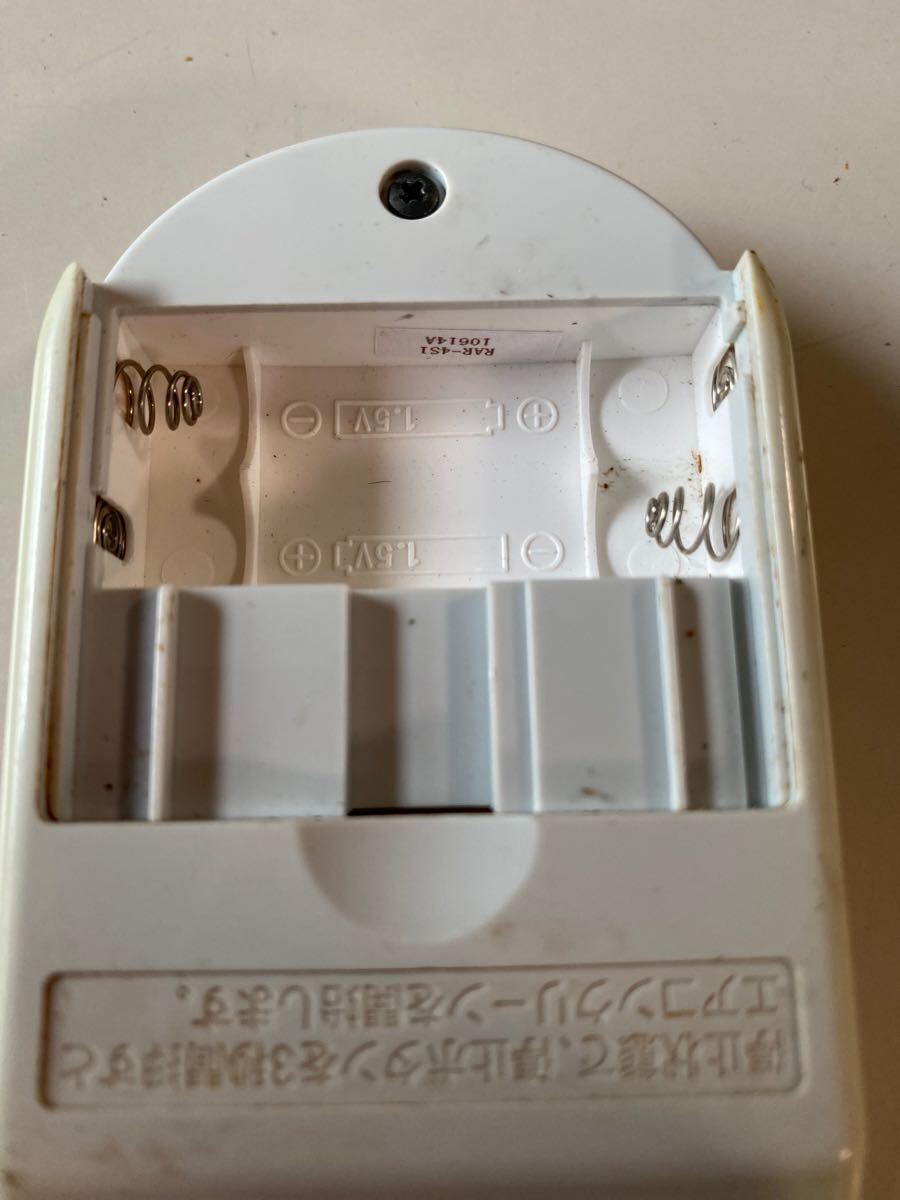 RAR-4S1
10614A
⊖ 1.5V ⊕
⊕ 1.5V ⊖
停止状態で、停止ボタンを3秒間押すと
エアコンクリーンを開始します。